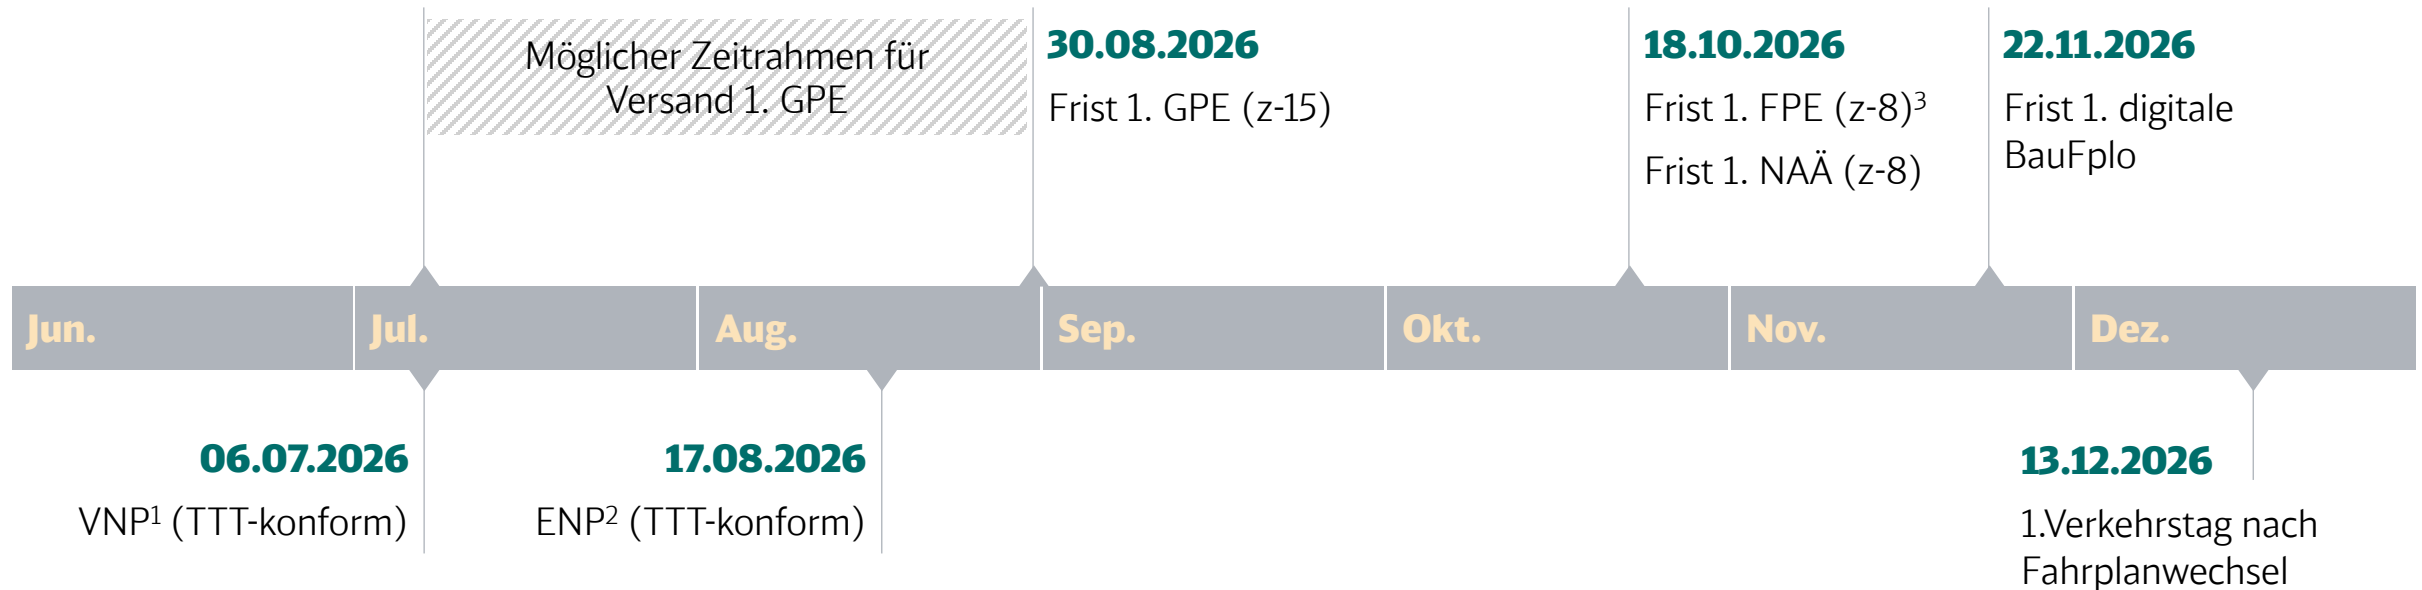 Möglicher Zeitrahmen für
Versand 1. GPE
30.08.2026
Frist 1. GPE (z-15)
18.10.2026
Frist 1. FPE (z-8)³
Frist 1. NAÄ (z-8)
22.11.2026
Frist 1. digitale
BauFplo
Jun.
Jul.
Aug.
Sep.
Okt.
Nov.
Dez.
06.07.2026
VNP¹ (TTT-konform)
17.08.2026
ENP² (TTT-konform)
13.12.2026
1.Verkehrstag nach
Fahrplanwechsel